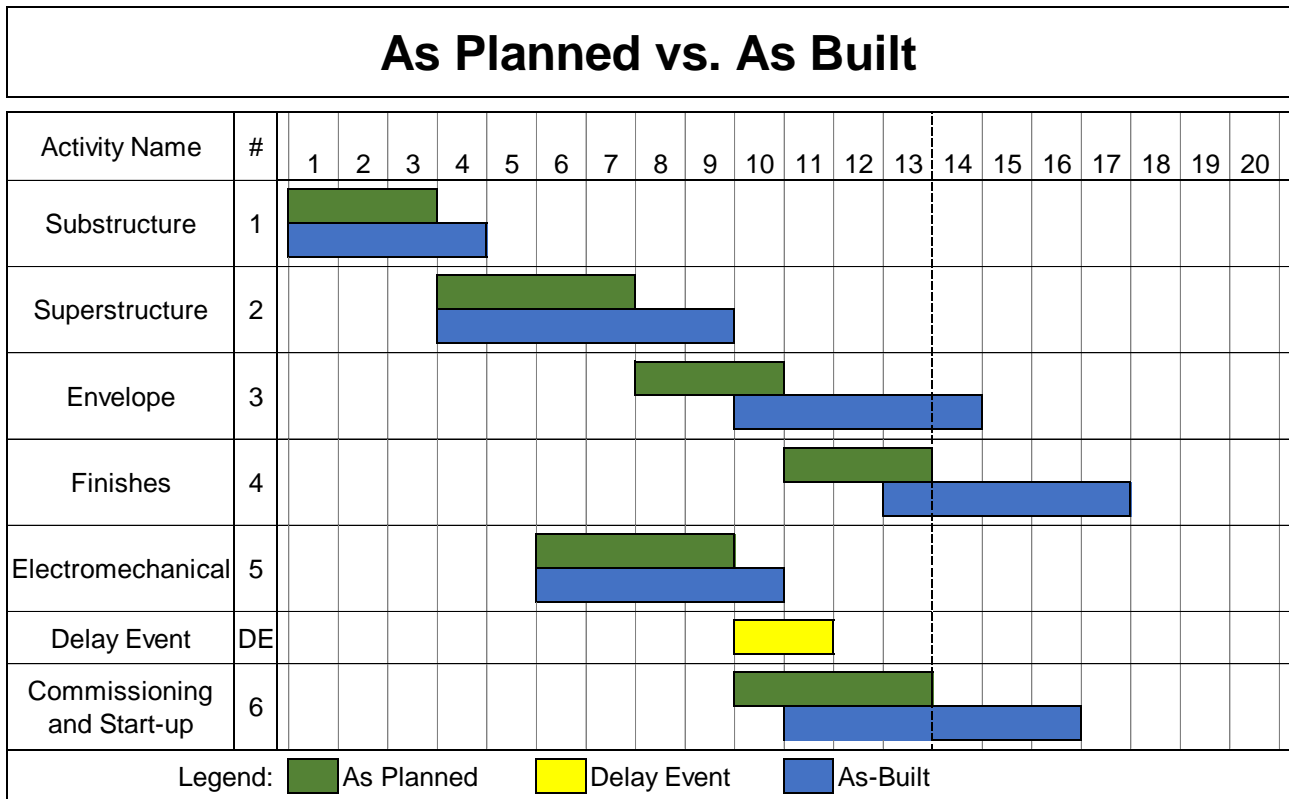 As Planned vs. As Built
Activity Name # 1 2 3 4 5 6 7 8 9 10 11 12 13 14 15 16 17 18 19 20
Substructure 1
Superstructure 2
Envelope 3
Finishes 4
Electromechanical 5
Delay Event DE
Commissioning
and Start-up 6
Legend: As Planned Delay Event As-Built